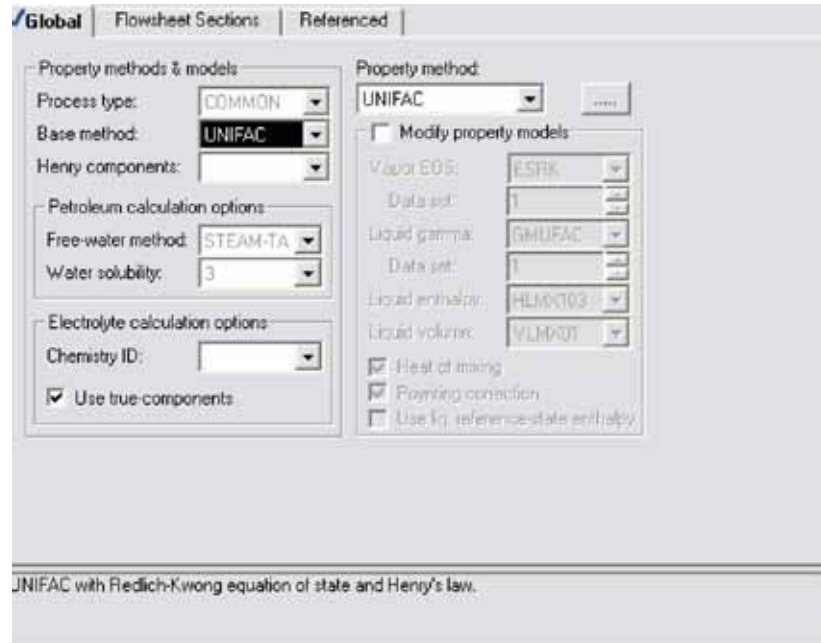 Global Flowsheet Sections Referenced
Property methods & models
Process type: COMMON
Base method: UNIFAC
Henry components:
Petroleum calculation options
Free-water method: STEAM-TA
Water solubility: 3
Electrolyte calculation options
Chemistry ID:
Use true-components
Property method:
UNIFAC .....
Modify property models
Vapor EOS: ESRK
Data set: 1
Liquid gamma: GMUFAC
Data set: 1
Liquid enthalpy: HLMX103
Liquid volume: VLMX01
Heat of mixing
Poynting correction
Use liq. reference-state enthalpy
UNIFAC with Redlich-Kwong equation of state and Henry's law.